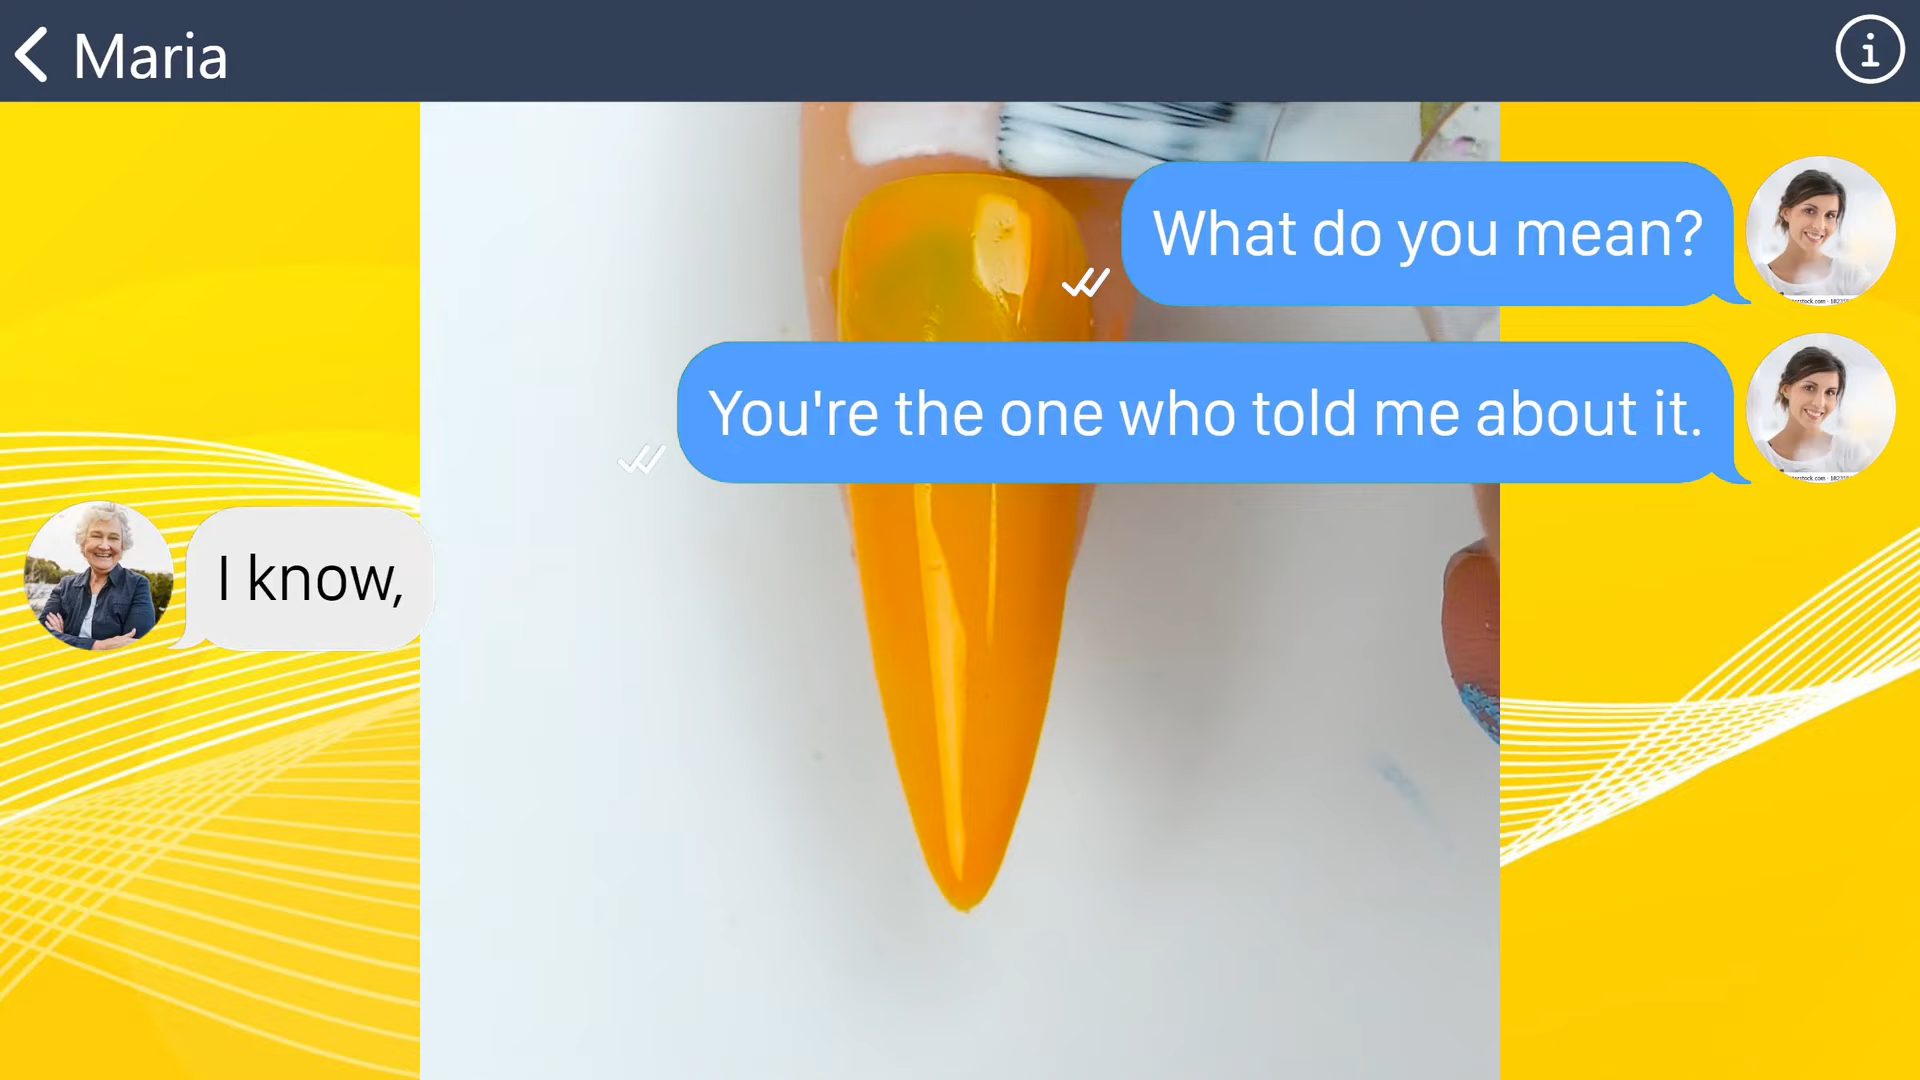 Maria
What do you mean?
You're the one who told me about it.
I know,